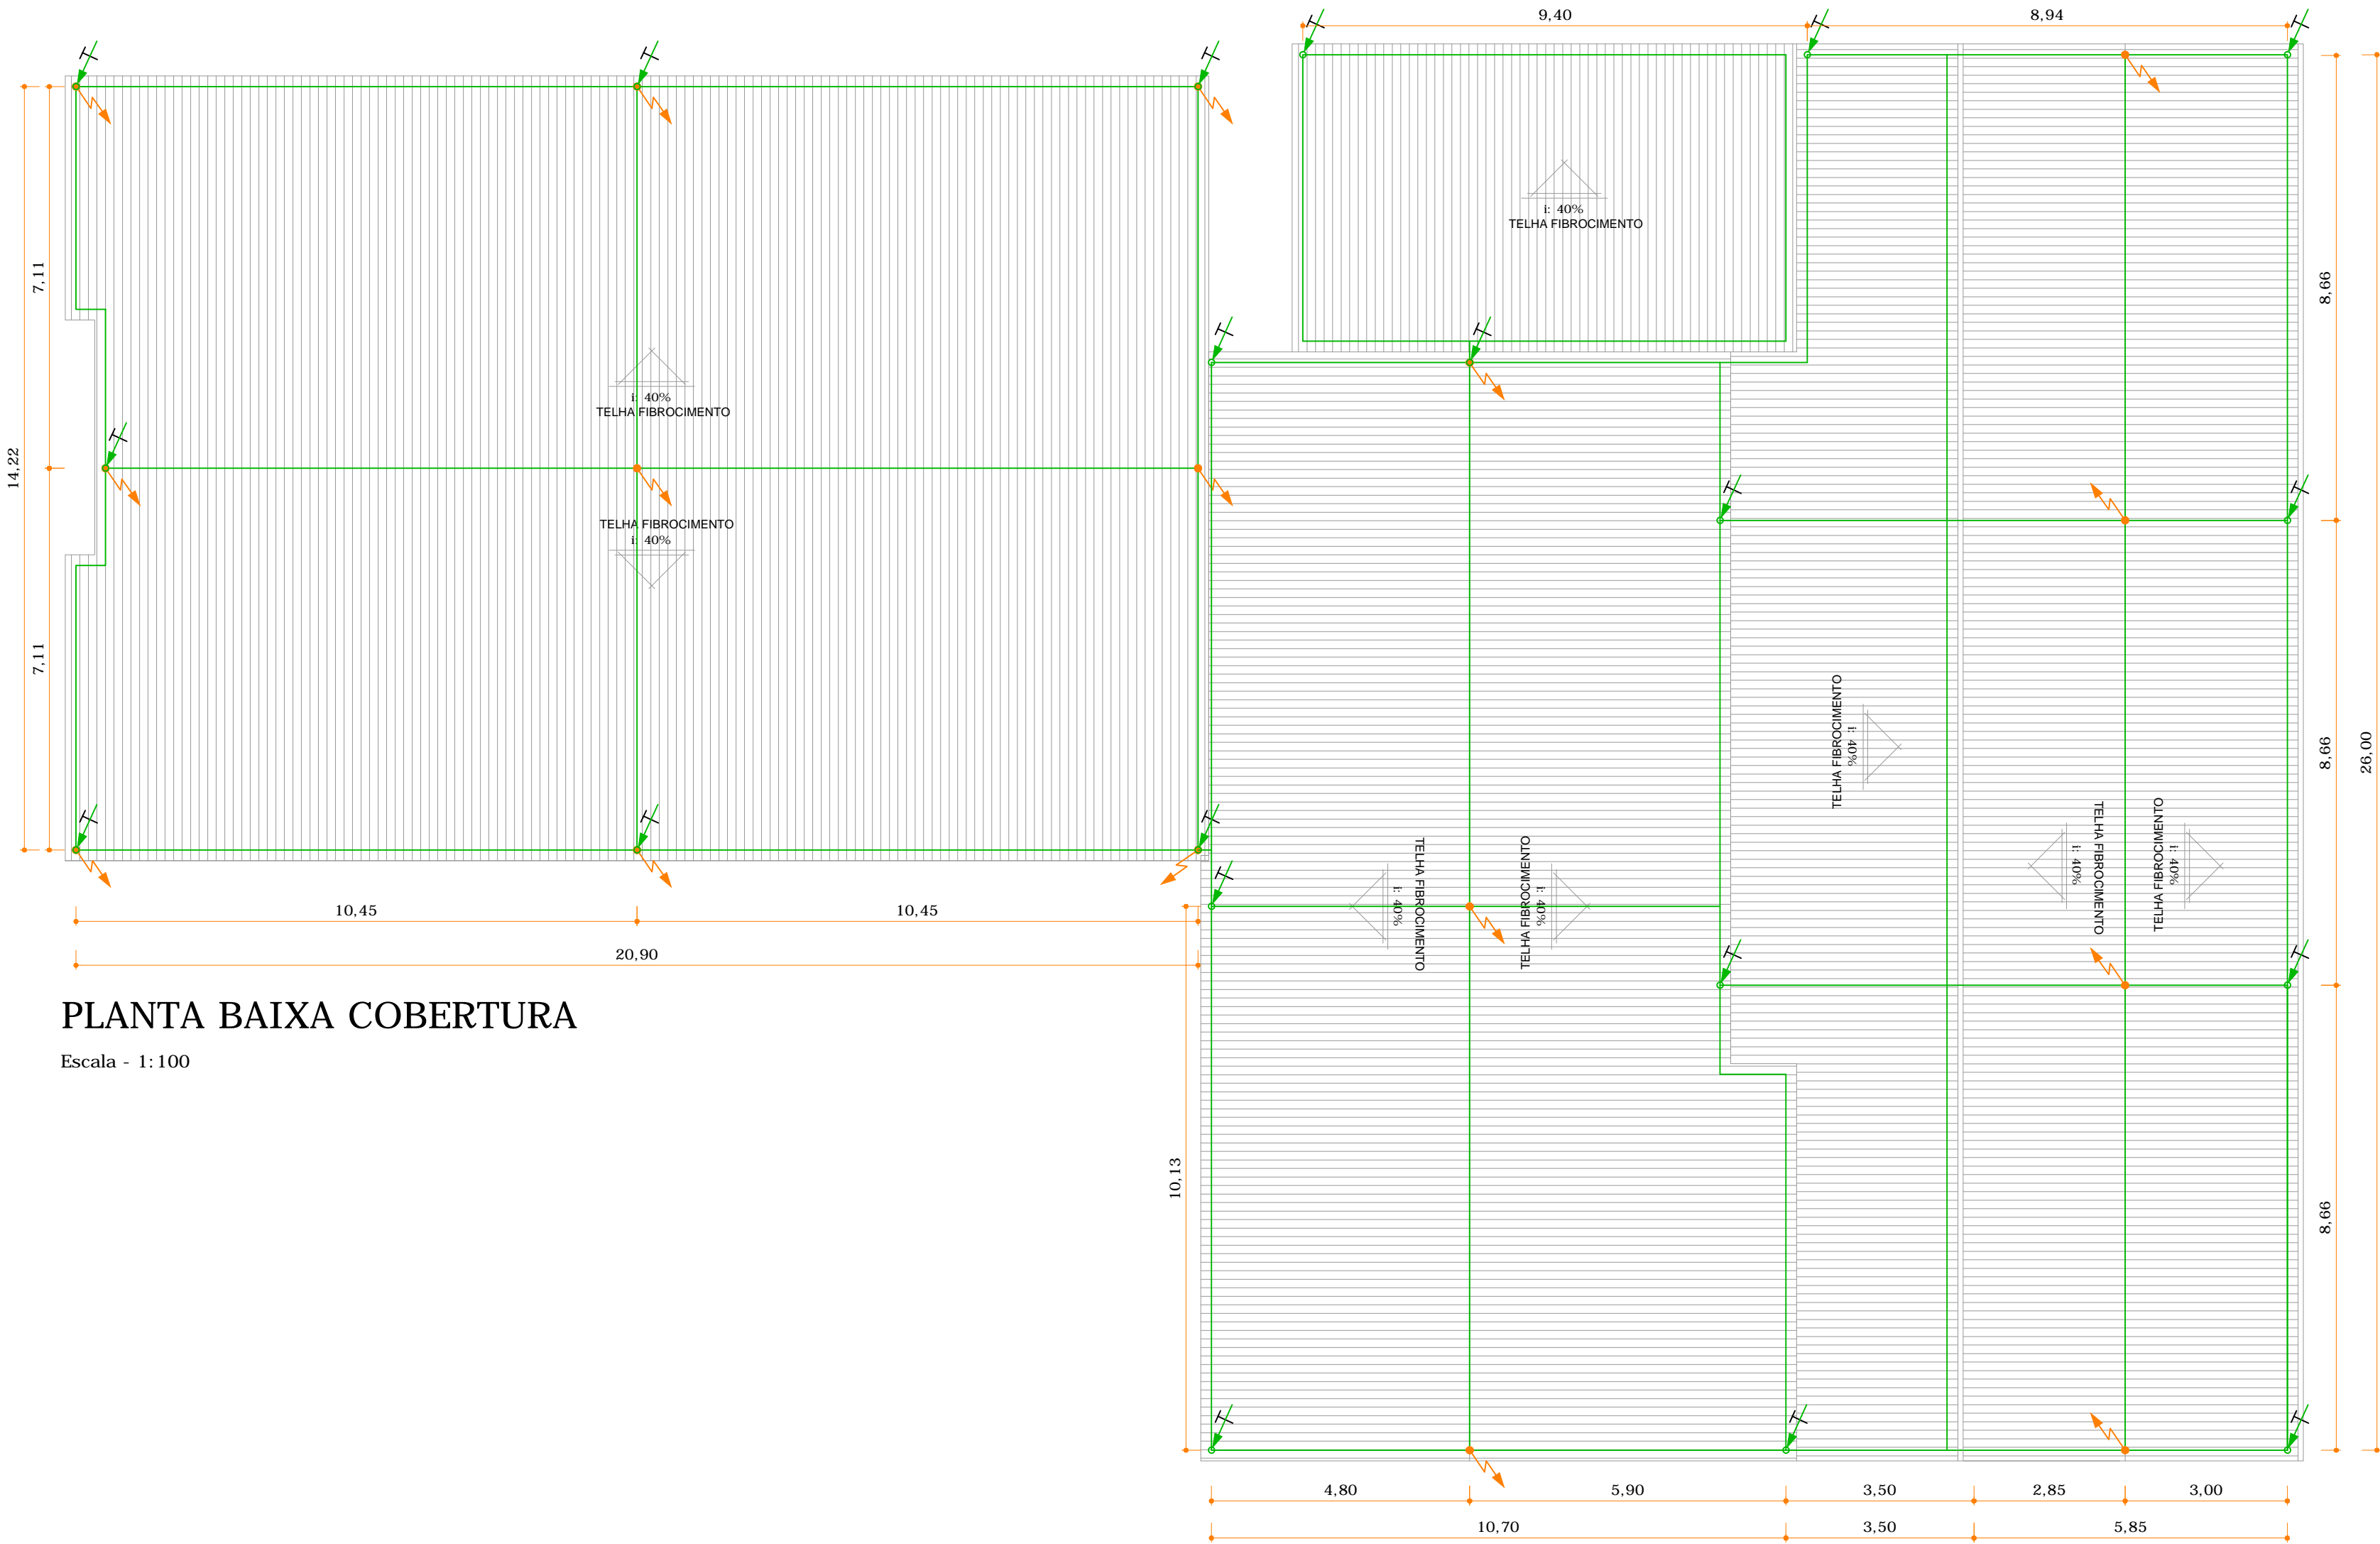 9,40
8,94
i: 40%
TELHA FIBROCIMENTO
7,11
8,66
i: 40%
TELHA FIBROCIMENTO
14,22
TELHA FIBROCIMENTO
i: 40%
7,11
TELHA FIBROCIMENTO
i: 40%
8,66
26,00
TELHA FIBROCIMENTO
i: 40%
TELHA FIBROCIMENTO
i: 40%
i: 40%
TELHA FIBROCIMENTO
TELHA FIBROCIMENTO
i: 40%
10,45
10,45
20,90
PLANTA BAIXA COBERTURA
Escala - 1:100
10,13
8,66
4,80
5,90
3,50
2,85
3,00
10,70
3,50
5,85